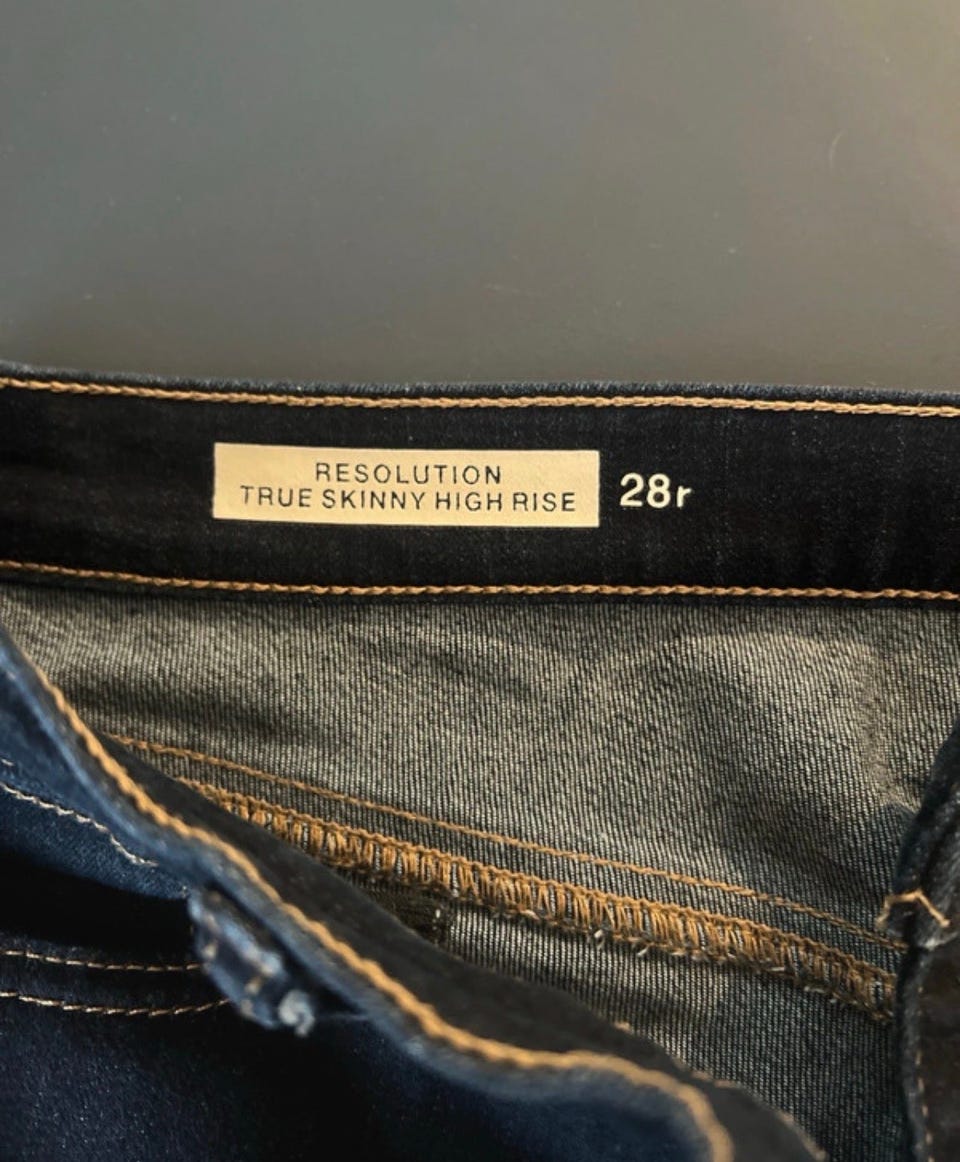 RESOLUTION
TRUE SKINNY HIGH RISE
28r